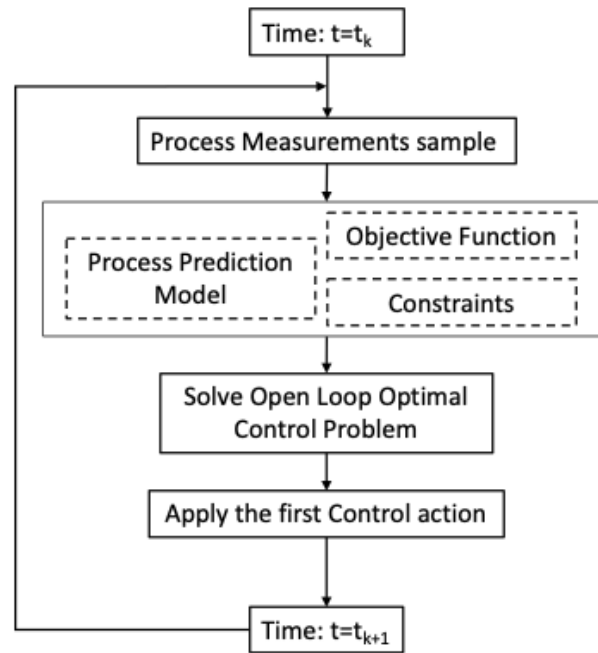 Time: t=tₖ
Process Measurements sample
Objective Function
Process Prediction
Model
Constraints
Solve Open Loop Optimal
Control Problem
Apply the first Control action
Time: t=tₖ₊₁